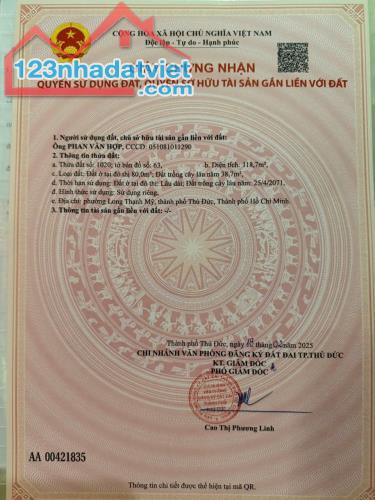 CỘNG HÒA XÃ HỘI CHỦ NGHĨA VIỆT NAM
Độc lập - Tự do - Hạnh phúc
123nhadatviet
.com
NG NHẬN
QUYỀN SỬ DỤNG ĐẤT, QUYỀN SỞ HỮU TÀI SẢN GẮN LIỀN VỚI ĐẤT
1. Người sử dụng đất, chủ sở hữu tài sản gắn liền với đất:
Ông PHAN VĂN HỢP, CCCD: 051081011290
2. Thông tin thửa đất:
a. Thửa đất số: 1020; tờ bản đồ số: 63, b. Diện tích: 118,7m²,
c. Loại đất: Đất ở tại đô thị 80,0m²; Đất trồng cây lâu năm 38,7m²,
d. Thời hạn sử dụng: Đất ở tại đô thị: Lâu dài; Đất trồng cây lâu năm: 25/4/2071,
đ. Hình thức sử dụng: Sử dụng riêng,
e. Địa chỉ: phường Long Thạnh Mỹ, thành phố Thủ Đức, Thành phố Hồ Chí Minh.
3. Thông tin tài sản gắn liền với đất: -/-
Thành phố Thủ Đức, ngày tháng năm 2025
CHI NHÁNH VĂN PHÒNG ĐĂNG KÝ ĐẤT ĐAI TP.THỦ ĐỨC
KT. GIÁM ĐỐC
PHÓ GIÁM ĐỐC
Cao Thị Phương Linh
AA 00421835
Thông tin chi tiết được thể hiện tại mã QR.